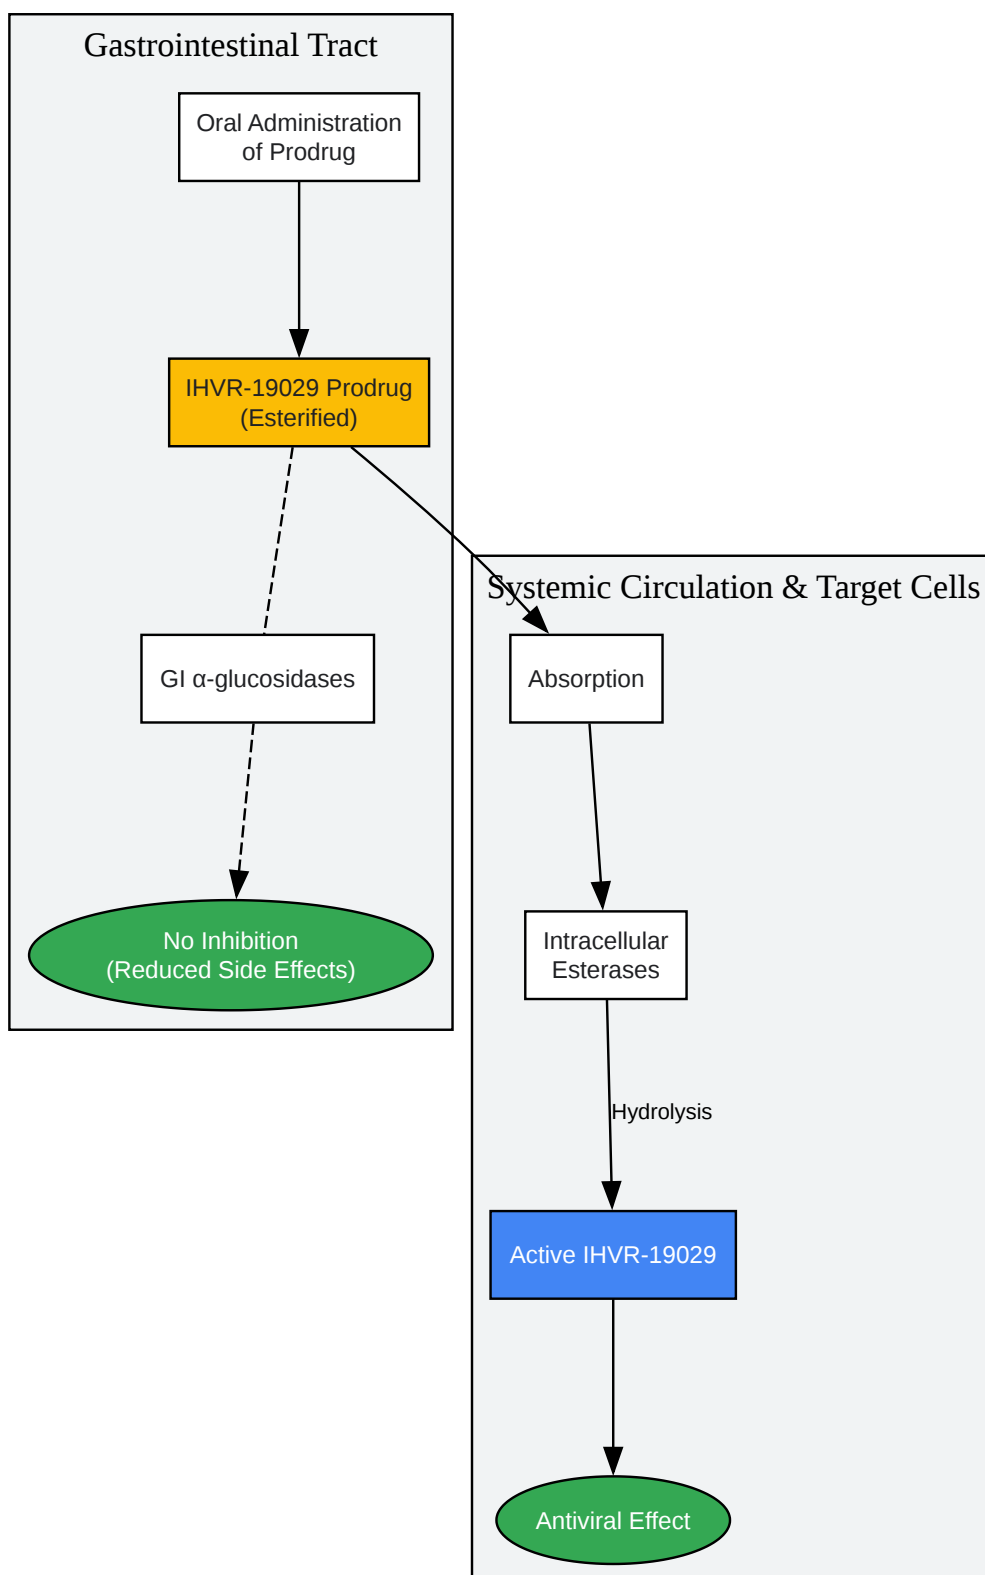 Gastrointestinal Tract
Oral Administration
of Prodrug
IHVR-19029 Prodrug
(Esterified)
GI α-glucosidases
No Inhibition
(Reduced Side Effects)
Systemic Circulation & Target Cells
Absorption
Intracellular
Esterases
Hydrolysis
Active IHVR-19029
Antiviral Effect